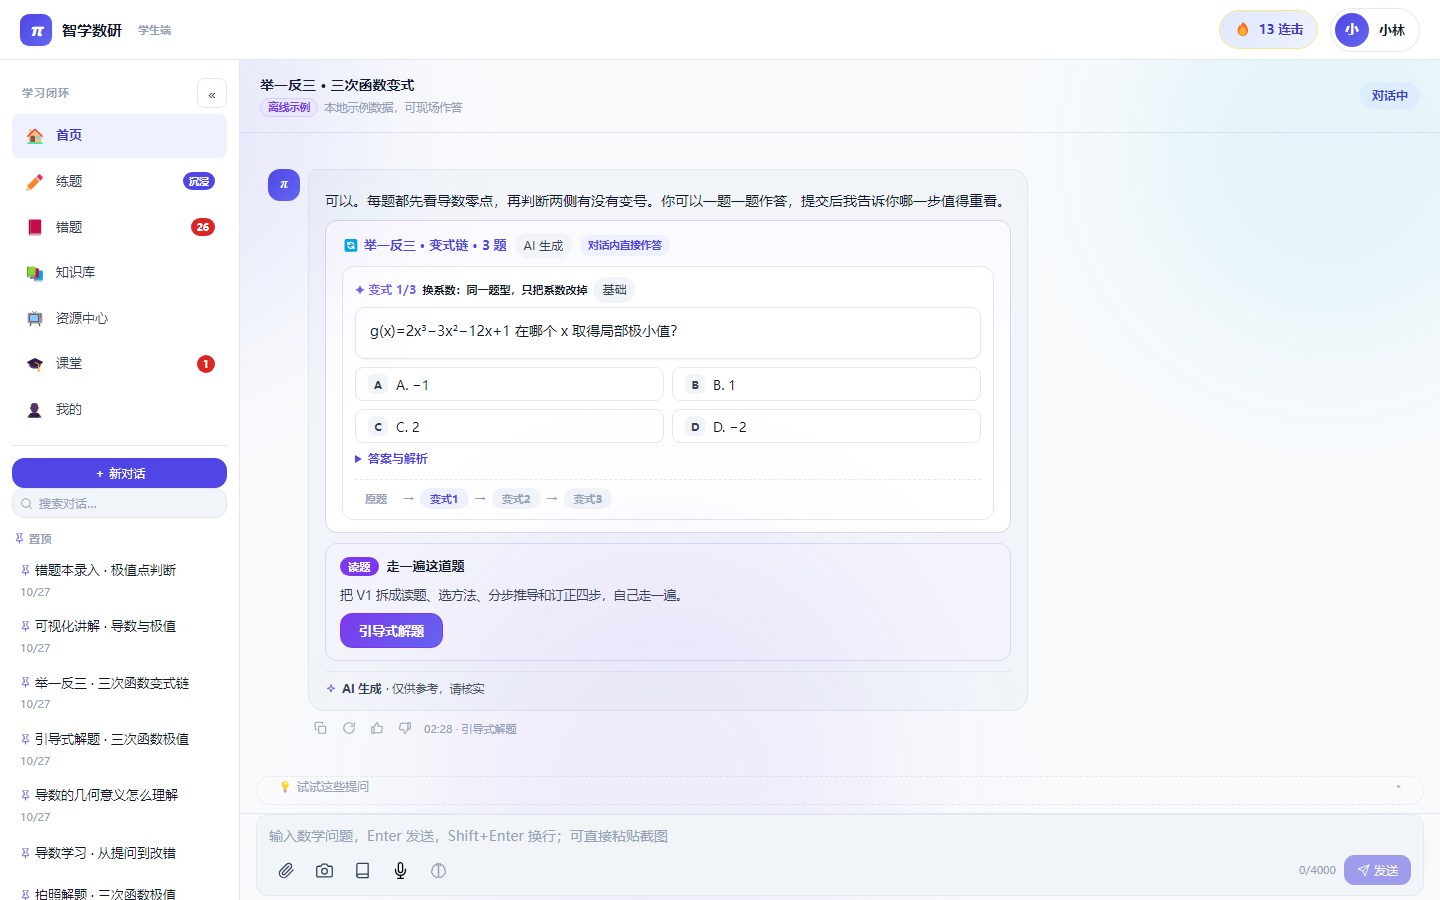 π 智学数研 学生端
13 连击
小 小林
学习闭环 «
首页
练题 沉浸
错题 26
知识库
资源中心
课堂 1
我的
+ 新对话
搜索对话...
置顶
错题本录入 · 极值点判断
10/27
可视化讲解 · 导数与极值
10/27
举一反三 · 三次函数变式链
10/27
引导式解题 · 三次函数极值
10/27
导数的几何意义怎么理解
10/27
导数学习 · 从提问到改错
拍照解题 · 三次函数极值
举一反三 • 三次函数变式
离线示例 本地示例数据，可现场作答
对话中
π
可以。每题都先看导数零点，再判断两侧有没有变号。你可以一题一题作答，提交后我告诉你哪一步值得重看。
举一反三 • 变式链 • 3 题 AI 生成 对话内直接作答
✦ 变式 1/3 换系数：同一题型，只把系数改掉 基础
g(x)=2x³−3x²−12x+1 在哪个 x 取得局部极小值？
A A. −1
B B. 1
C C. 2
D D. −2
▶ 答案与解析
原题 → 变式1 → 变式2 → 变式3
读题 走一遍这道题
把 V1 拆成读题、选方法、分步推导和订正四步，自己走一遍。
引导式解题
AI 生成 · 仅供参考，请核实
02:28 · 引导式解题
试试这些提问
输入数学问题，Enter 发送，Shift+Enter 换行；可直接粘贴截图
0/4000 发送